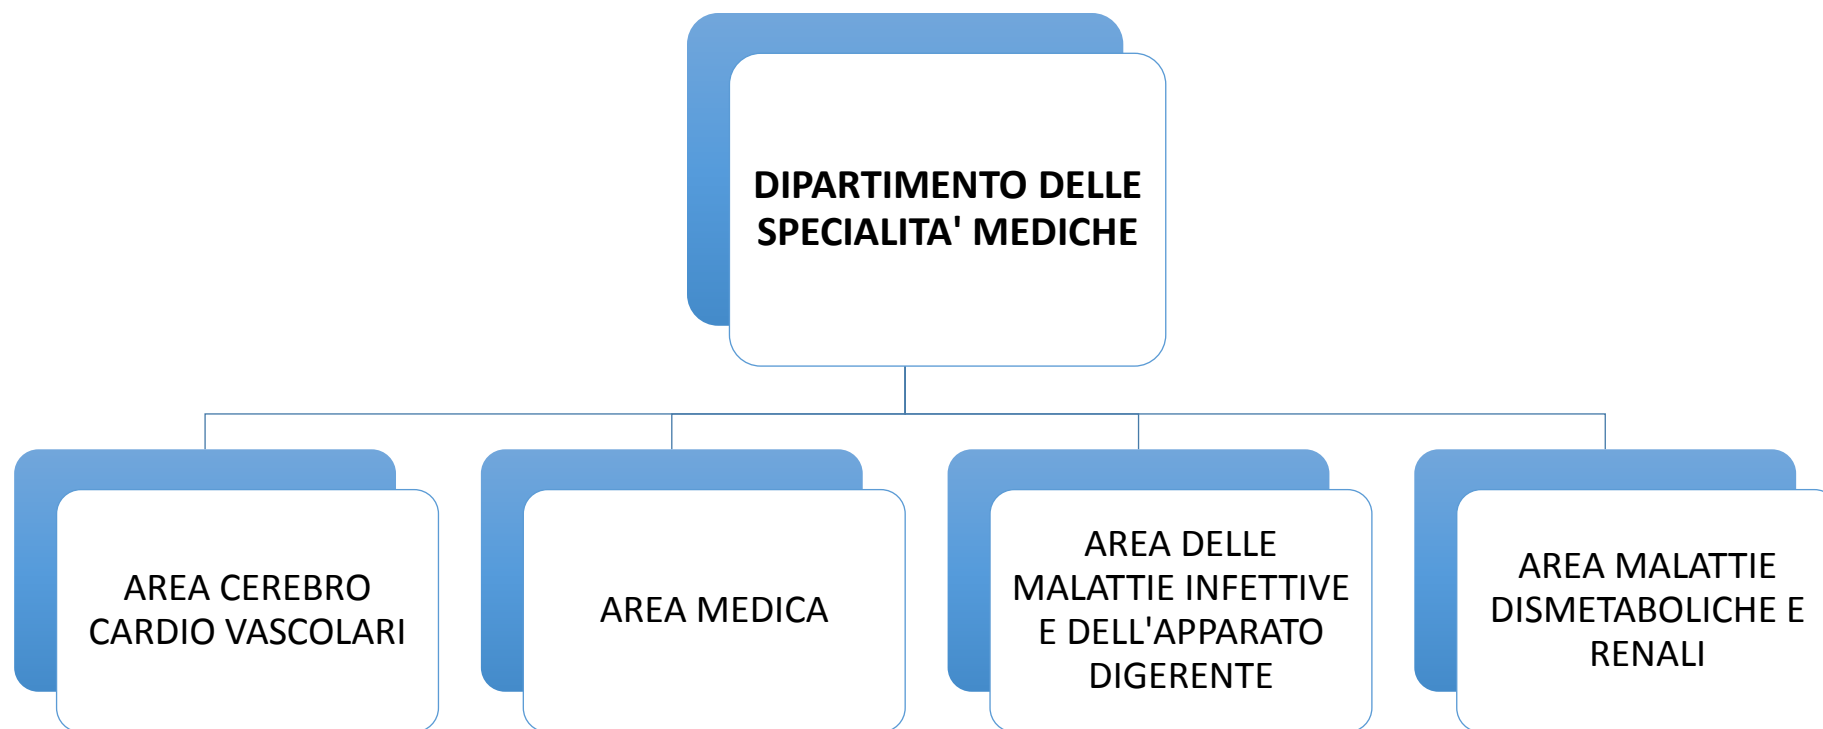 DIPARTIMENTO DELLE
SPECIALITA' MEDICHE
AREA CEREBRO
CARDIO VASCOLARI
AREA MEDICA
AREA DELLE
MALATTIE INFETTIVE
E DELL'APPARATO
DIGERENTE
AREA MALATTIE
DISMETABOLICHE E
RENALI